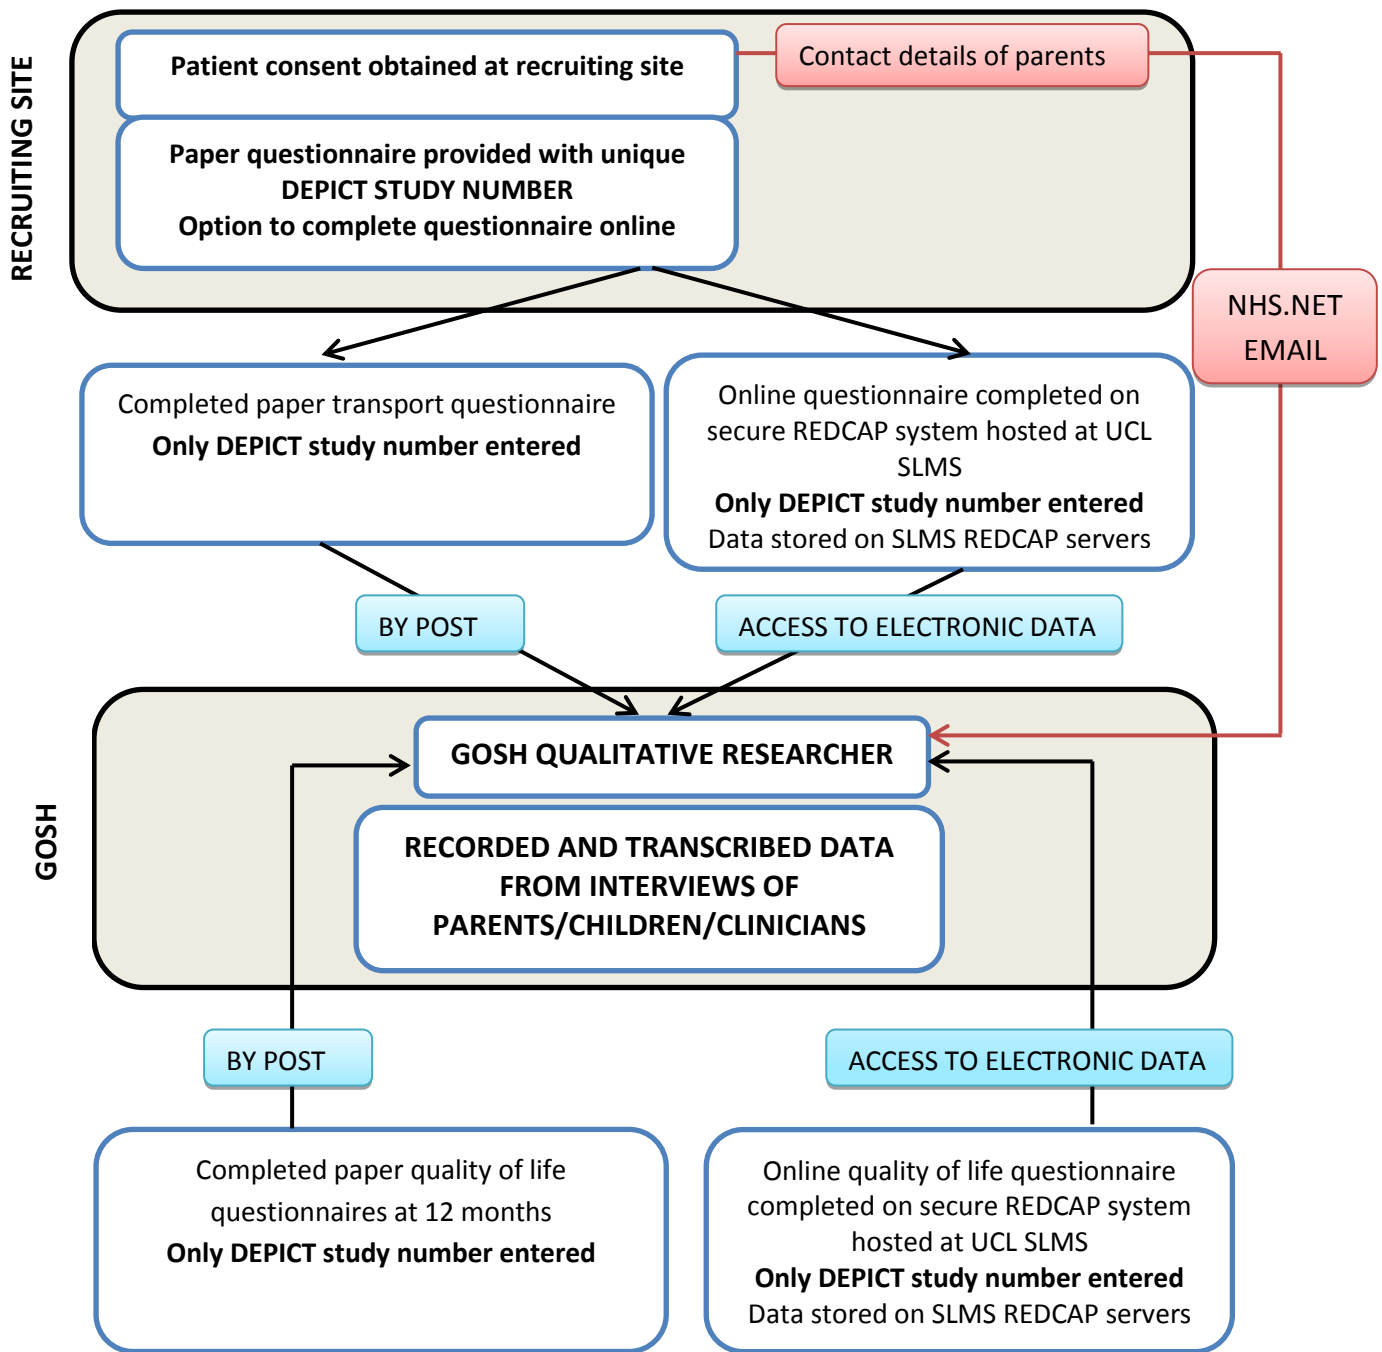 RECRUITING SITE
Patient consent obtained at recruiting site
Contact details of parents
Paper questionnaire provided with unique
DEPICT STUDY NUMBER
Option to complete questionnaire online
NHS.NET
EMAIL
Completed paper transport questionnaire
Only DEPICT study number entered
Online questionnaire completed on
secure REDCAP system hosted at UCL
SLMS
Only DEPICT study number entered
Data stored on SLMS REDCAP servers
BY POST
ACCESS TO ELECTRONIC DATA
GOSH
GOSH QUALITATIVE RESEARCHER
RECORDED AND TRANSCRIBED DATA
FROM INTERVIEWS OF
PARENTS/CHILDREN/CLINICIANS
BY POST
ACCESS TO ELECTRONIC DATA
Completed paper quality of life
questionnaires at 12 months
Only DEPICT study number entered
Online quality of life questionnaire
completed on secure REDCAP system
hosted at UCL SLMS
Only DEPICT study number entered
Data stored on SLMS REDCAP servers